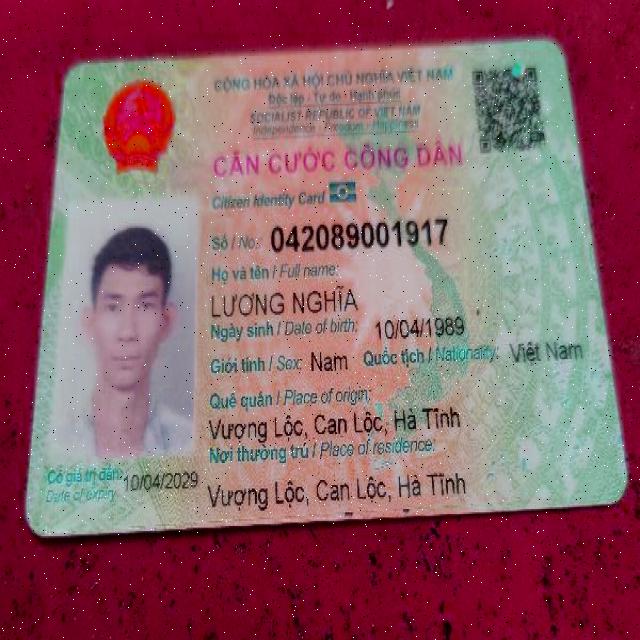 CỘNG HÒA XÃ HỘI CHỦ NGHĨA VIỆT NAM
Độc lập - Tự do - Hạnh phúc
SOCIALIST REPUBLIC OF VIET NAM
Independence - Freedom - Happiness
CĂN CƯỚC CÔNG DÂN
Citizen Identity Card
Số / No: 042089001917
Họ và tên / Full name:
LƯƠNG NGHĨA
Ngày sinh / Date of birth: 10/04/1989
Giới tính / Sex: Nam Quốc tịch / Nationality: Việt Nam
Quê quán / Place of origin:
Vượng Lộc, Can Lộc, Hà Tĩnh
Nơi thường trú / Place of residence:
Vượng Lộc, Can Lộc, Hà Tĩnh
Có giá trị đến: 10/04/2029
Date of expiry